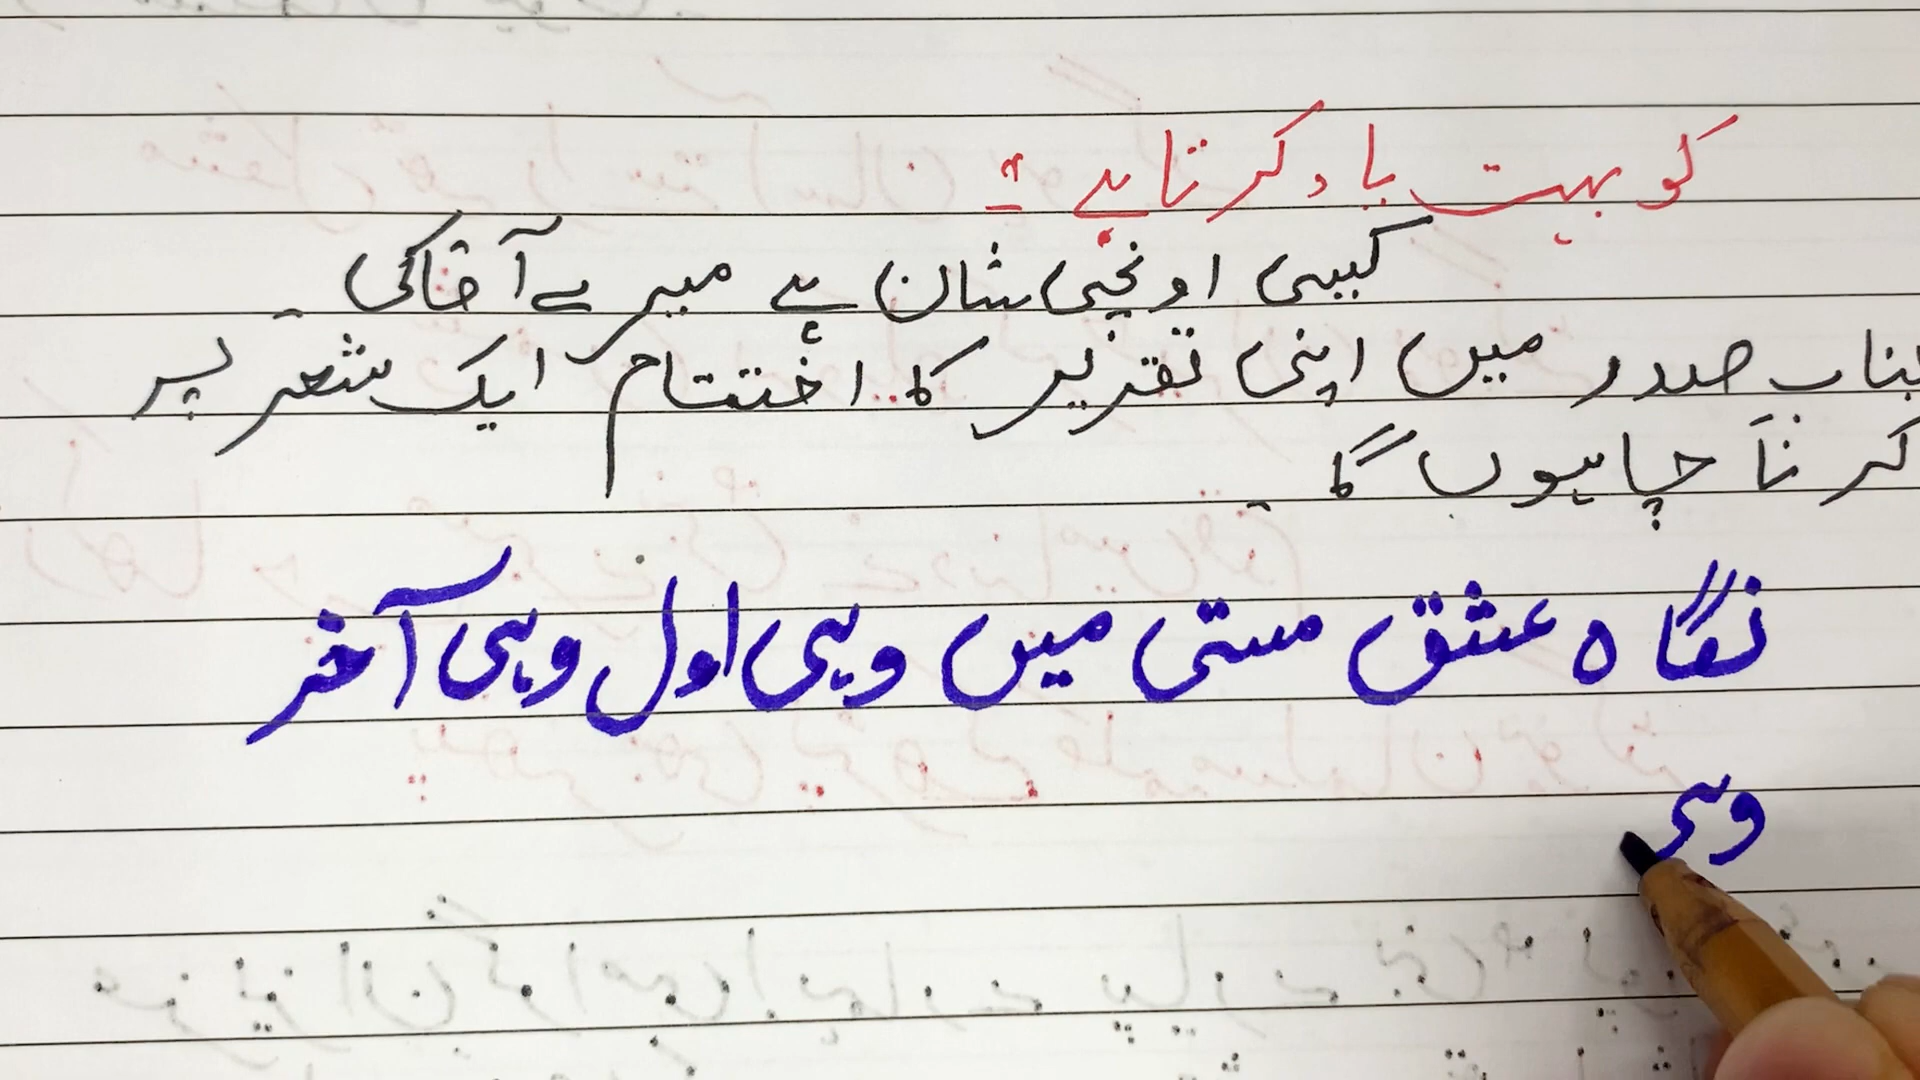 کو بہت یاد کرتا ہے "
کیسی اونچی شان ہے میرے آقا کی
جناب صدر میں اپنی تقریر کا اختتام ایک شعر پر
کرنا چاہوں گا۔
نگاہ عشق مستی میں وہی اول وہی آخر
وہی